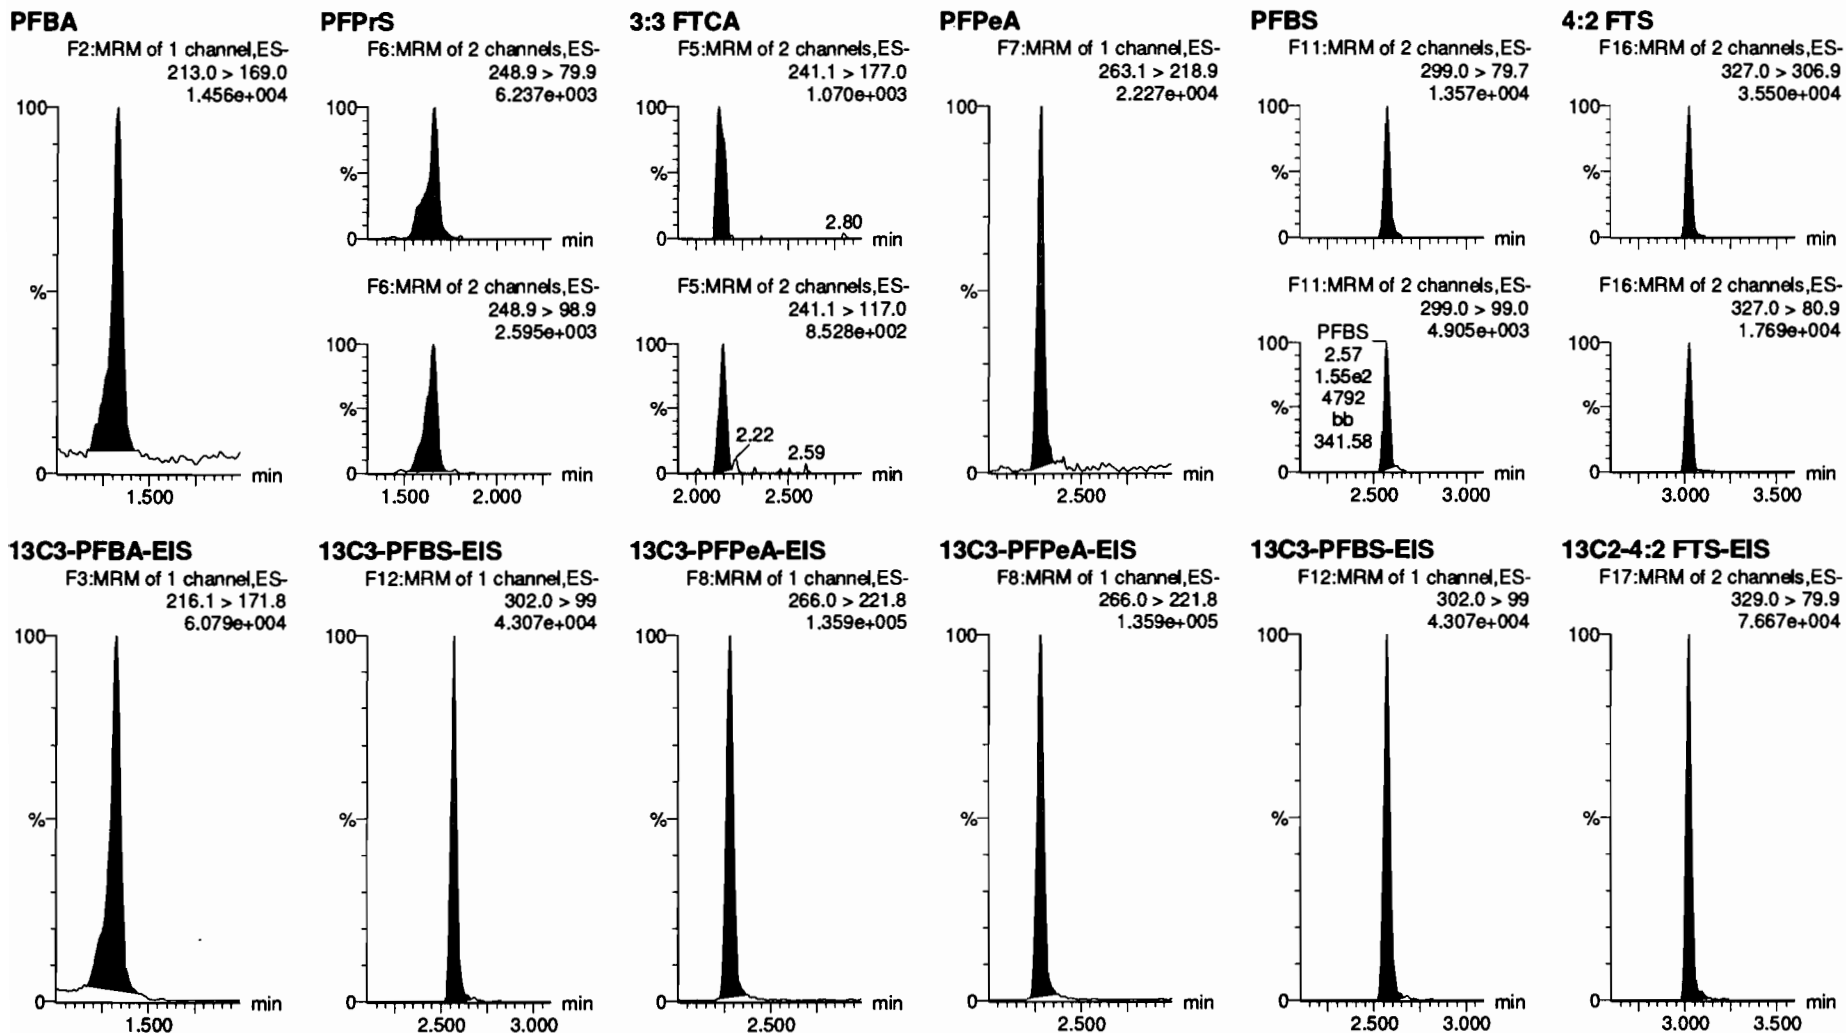 PFBA
F2:MRM of 1 channel,ES-
213.0 > 169.0
1.456e+004
100
%
0
min
1.500
PFPrS
F6:MRM of 2 channels,ES-
248.9 > 79.9
6.237e+003
100
%
0
min
F6:MRM of 2 channels,ES-
248.9 > 98.9
2.595e+003
100
%
0
min
1.500 2.000
3:3 FTCA
F5:MRM of 2 channels,ES-
241.1 > 177.0
1.070e+003
100
%
2.80
0
min
F5:MRM of 2 channels,ES-
241.1 > 117.0
8.528e+002
100
%
2.22
2.59
0
min
2.000 2.500
PFPeA
F7:MRM of 1 channel,ES-
263.1 > 218.9
2.227e+004
100
%
0
min
2.500
PFBS
F11:MRM of 2 channels,ES-
299.0 > 79.7
1.357e+004
100
%
0
min
F11:MRM of 2 channels,ES-
299.0 > 99.0
4.905e+003
100
PFBS
2.57
1.55e2
4792
bb
341.58
%
0
min
2.500 3.000
4:2 FTS
F16:MRM of 2 channels,ES-
327.0 > 306.9
3.550e+004
100
%
0
min
F16:MRM of 2 channels,ES-
327.0 > 80.9
1.769e+004
100
%
0
min
3.000 3.500
13C3-PFBA-EIS
F3:MRM of 1 channel,ES-
216.1 > 171.8
6.079e+004
100
%
0
min
1.500
13C3-PFBS-EIS
F12:MRM of 1 channel,ES-
302.0 > 99
4.307e+004
100
%
0
min
2.500 3.000
13C3-PFPeA-EIS
F8:MRM of 1 channel,ES-
266.0 > 221.8
1.359e+005
100
%
0
min
2.500
13C3-PFPeA-EIS
F8:MRM of 1 channel,ES-
266.0 > 221.8
1.359e+005
100
%
0
min
2.500
13C3-PFBS-EIS
F12:MRM of 1 channel,ES-
302.0 > 99
4.307e+004
100
%
0
min
2.500 3.000
13C2-4:2 FTS-EIS
F17:MRM of 2 channels,ES-
329.0 > 79.9
7.667e+004
100
%
0
min
3.000 3.500